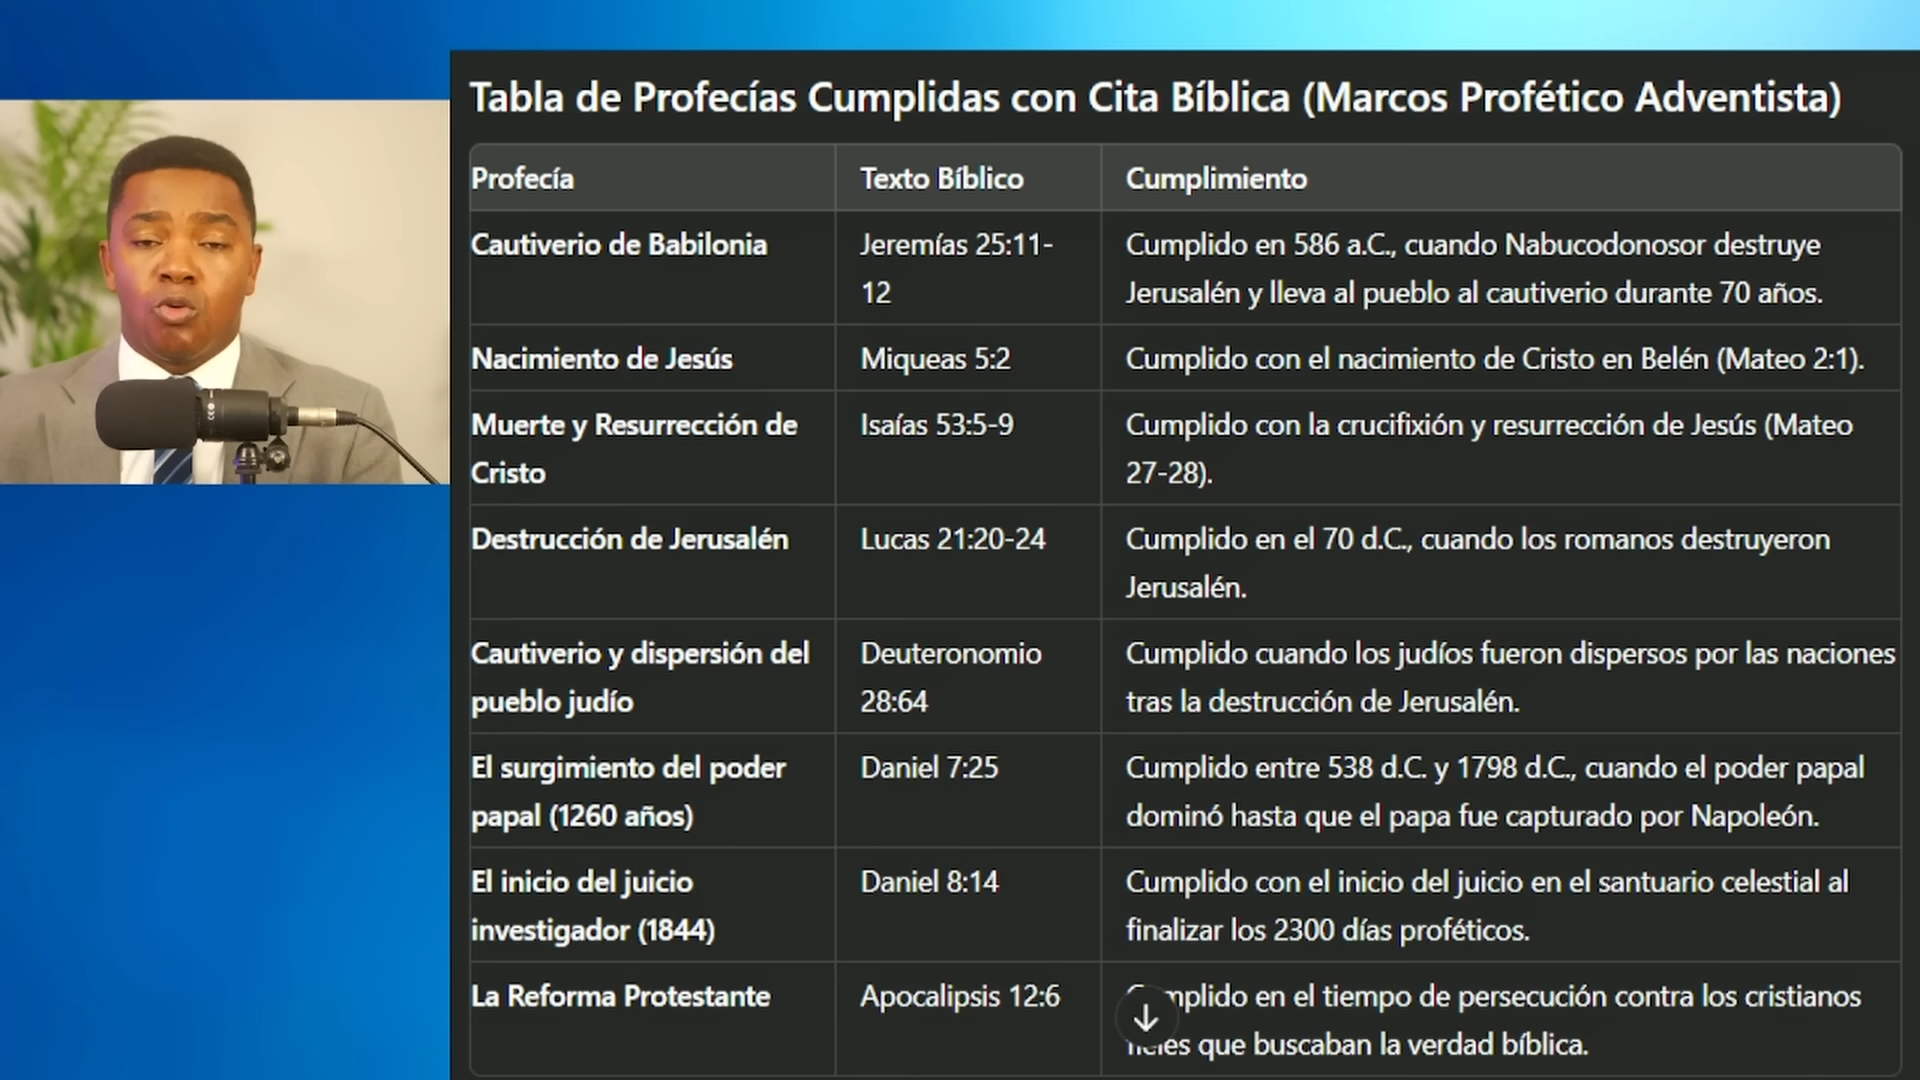 Tabla de Profecías Cumplidas con Cita Bíblica (Marcos Profético Adventista)
Profecía Texto Bíblico Cumplimiento
Cautiverio de Babilonia Jeremías 25:11- Cumplido en 586 a.C., cuando Nabucodonosor destruye
12 Jerusalén y lleva al pueblo al cautiverio durante 70 años.
Nacimiento de Jesús Miqueas 5:2 Cumplido con el nacimiento de Cristo en Belén (Mateo 2:1).
Muerte y Resurrección de Isaías 53:5-9 Cumplido con la crucifixión y resurrección de Jesús (Mateo
Cristo 27-28).
Destrucción de Jerusalén Lucas 21:20-24 Cumplido en el 70 d.C., cuando los romanos destruyeron
Jerusalén.
Cautiverio y dispersión del Deuteronomio Cumplido cuando los judíos fueron dispersos por las naciones
pueblo judío 28:64 tras la destrucción de Jerusalén.
El surgimiento del poder Daniel 7:25 Cumplido entre 538 d.C. y 1798 d.C., cuando el poder papal
papal (1260 años) dominó hasta que el papa fue capturado por Napoleón.
El inicio del juicio Daniel 8:14 Cumplido con el inicio del juicio en el santuario celestial al
investigador (1844) finalizar los 2300 días proféticos.
La Reforma Protestante Apocalipsis 12:6 Cumplido en el tiempo de persecución contra los cristianos
fieles que buscaban la verdad bíblica.